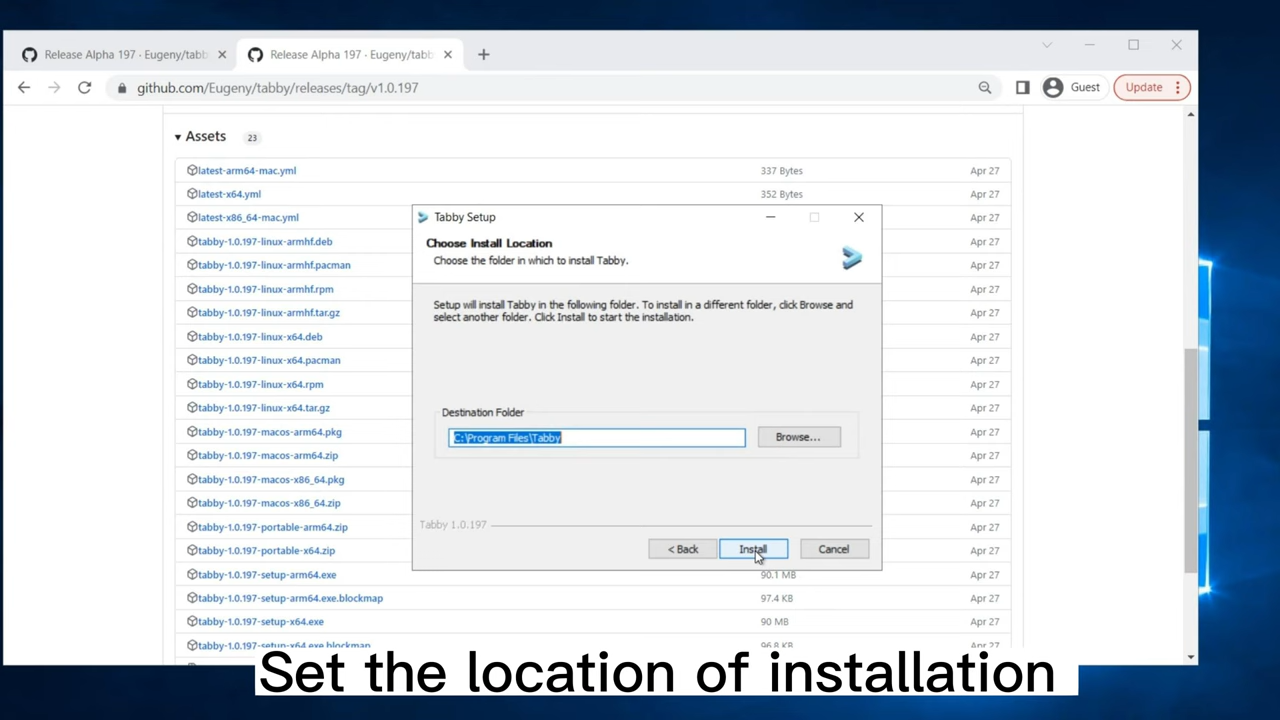 Release Alpha 197 · Eugeny/tabb
Release Alpha 197 · Eugeny/tabb
github.com/Eugeny/tabby/releases/tag/v1.0.197
Guest
Update
Assets 23
latest-arm64-mac.yml 337 Bytes Apr 27
latest-x64.yml 352 Bytes Apr 27
latest-x86_64-mac.yml Apr 27
tabby-1.0.197-linux-armhf.deb Apr 27
tabby-1.0.197-linux-armhf.pacman Apr 27
tabby-1.0.197-linux-armhf.rpm Apr 27
tabby-1.0.197-linux-armhf.tar.gz Apr 27
tabby-1.0.197-linux-x64.deb Apr 27
tabby-1.0.197-linux-x64.pacman Apr 27
tabby-1.0.197-linux-x64.rpm Apr 27
tabby-1.0.197-linux-x64.tar.gz Apr 27
tabby-1.0.197-macos-arm64.pkg Apr 27
tabby-1.0.197-macos-arm64.zip Apr 27
tabby-1.0.197-macos-x86_64.pkg Apr 27
tabby-1.0.197-macos-x86_64.zip Apr 27
tabby-1.0.197-portable-arm64.zip Apr 27
tabby-1.0.197-portable-x64.zip Apr 27
tabby-1.0.197-setup-arm64.exe 90.1 MB Apr 27
tabby-1.0.197-setup-arm64.exe.blockmap 97.4 KB Apr 27
tabby-1.0.197-setup-x64.exe 90 MB Apr 27
tabby-1.0.197-setup-x64.exe.blockmap 96.8 KB Apr 27
Tabby Setup
Choose Install Location
Choose the folder in which to install Tabby.
Setup will install Tabby in the following folder. To install in a different folder, click Browse and
select another folder. Click Install to start the installation.
Destination Folder
C:\Program Files\Tabby
Browse...
Tabby 1.0.197
< Back Install Cancel
Set the location of installation